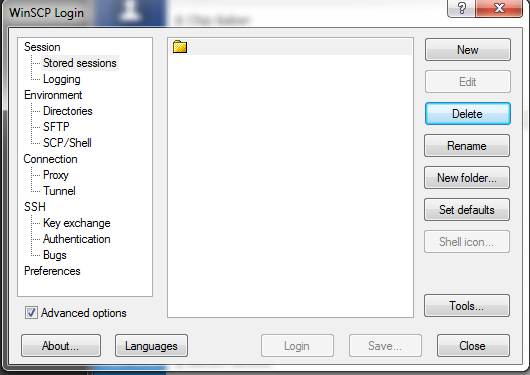 WinSCP Login
Session
Stored sessions
Logging
Environment
Directories
SFTP
SCP/Shell
Connection
Proxy
Tunnel
SSH
Key exchange
Authentication
Bugs
Preferences
Advanced options
New
Edit
Delete
Rename
New folder...
Set defaults
Shell icon...
Tools...
About...
Languages
Login
Save...
Close